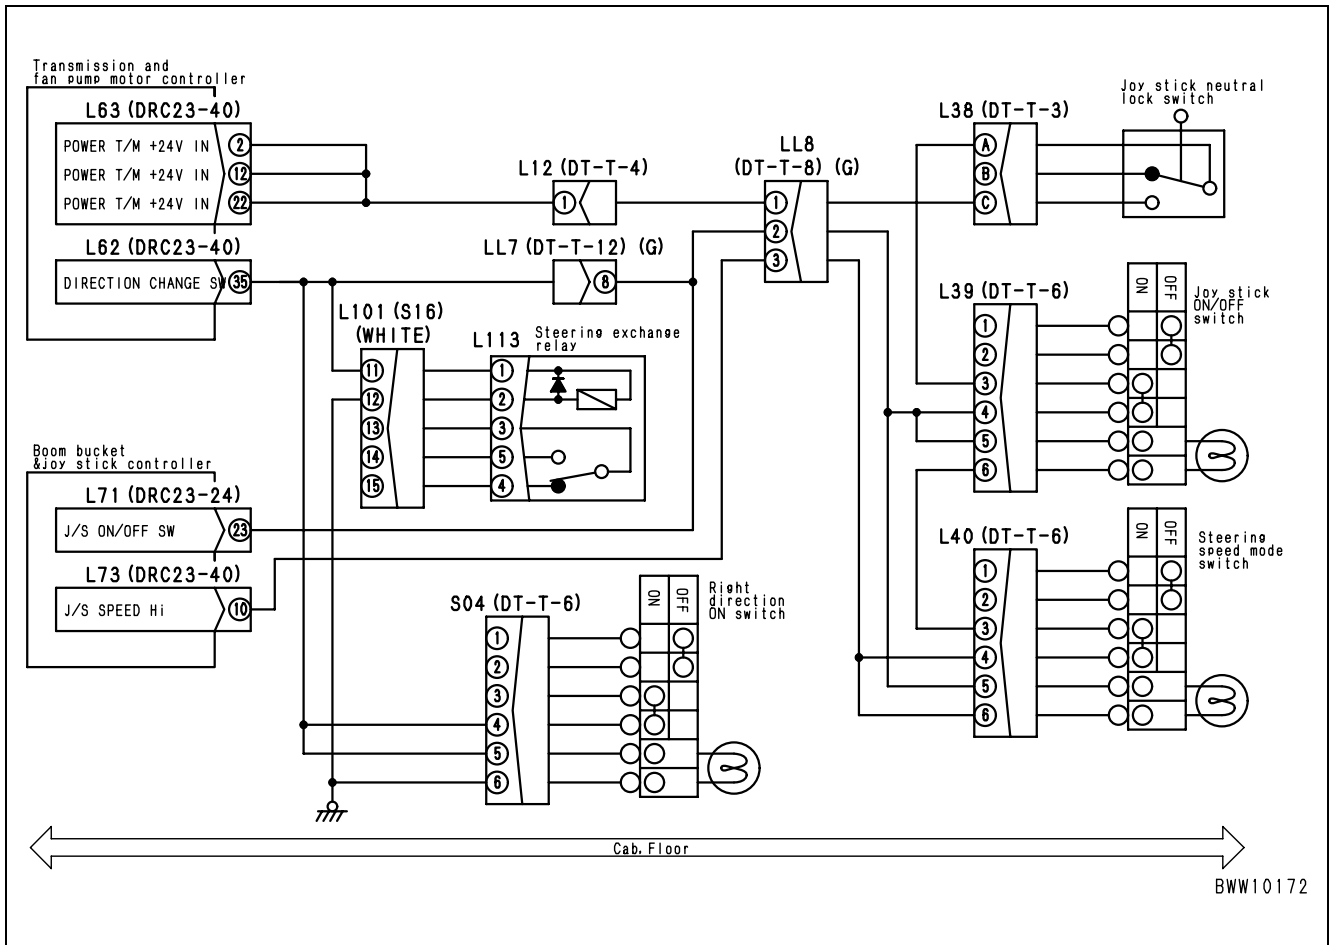 Transmission and
fan pump motor controller
L63 (DRC23-40)
POWER T/M +24V IN 2
POWER T/M +24V IN 12
POWER T/M +24V IN 22
L62 (DRC23-40)
DIRECTION CHANGE SW 35
L12 (DT-T-4)
1
LL7 (DT-T-12) (G)
8
LL8
(DT-T-8) (G)
1
2
3
L38 (DT-T-3)
A
B
C
Joy stick neutral
lock switch
L101 (S16)
(WHITE)
11
12
13
14
15
L113
1
2
3
5
4
Steering exchange
relay
L39 (DT-T-6)
1
2
3
4
5
6
ON OFF
Joy stick
ON/OFF
switch
Boom bucket
&joy stick controller
L71 (DRC23-24)
J/S ON/OFF SW 23
L73 (DRC23-40)
J/S SPEED Hi 10
S04 (DT-T-6)
1
2
3
4
5
6
ON OFF
Right
direction
ON switch
L40 (DT-T-6)
1
2
3
4
5
6
ON OFF
Steering
speed mode
switch
Cab. Floor
BWW10172